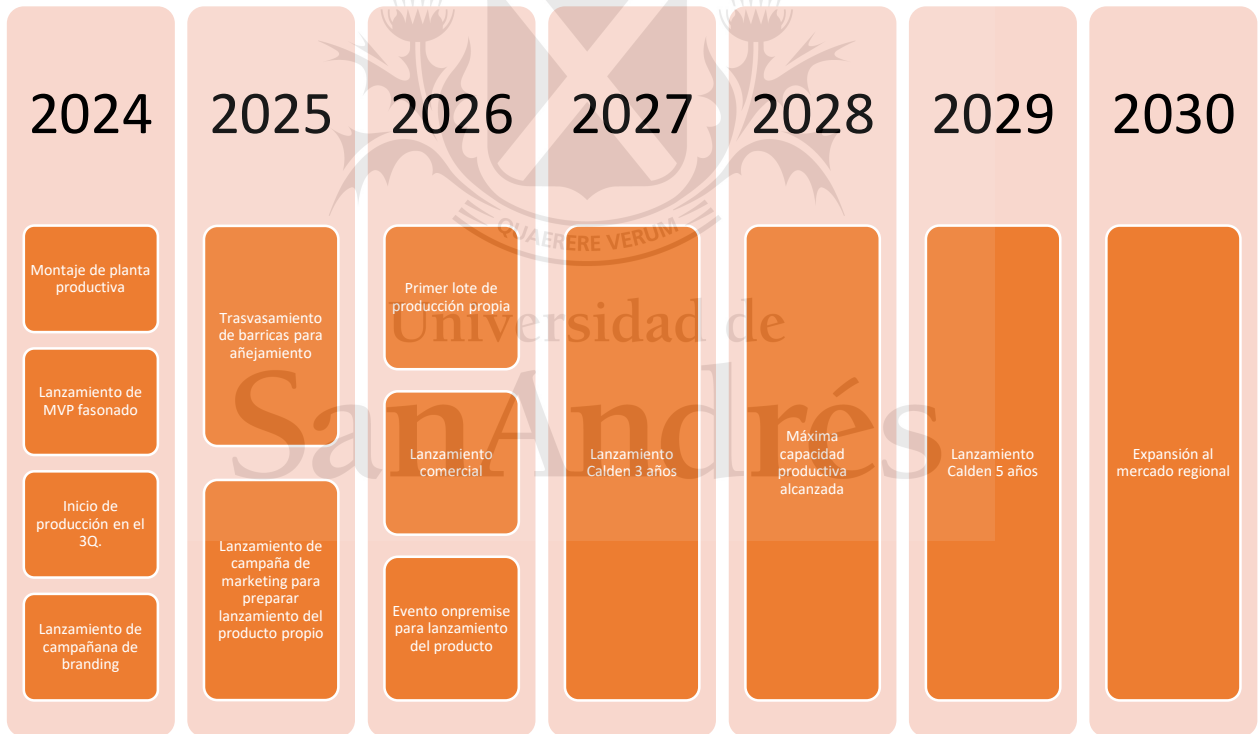 2024
Montaje de planta
productiva
Lanzamiento de
MVP fasonado
Inicio de
producción en el
3Q.
Lanzamiento de
campañana de
branding
2025
Trasvasamiento
de barricas para
añejamiento
Lanzamiento de
campaña de
marketing para
preparar
lanzamiento del
producto propio
2026
Primer lote de
producción propia
Lanzamiento
comercial
Evento onpremise
para lanzamiento
del producto
2027
Lanzamiento
Calden 3 años
2028
Máxima
capacidad
productiva
alcanzada
2029
Lanzamiento
Calden 5 años
2030
Expansión al
mercado regional
QUAERERE VERUM
Universidad de
SanAndrés